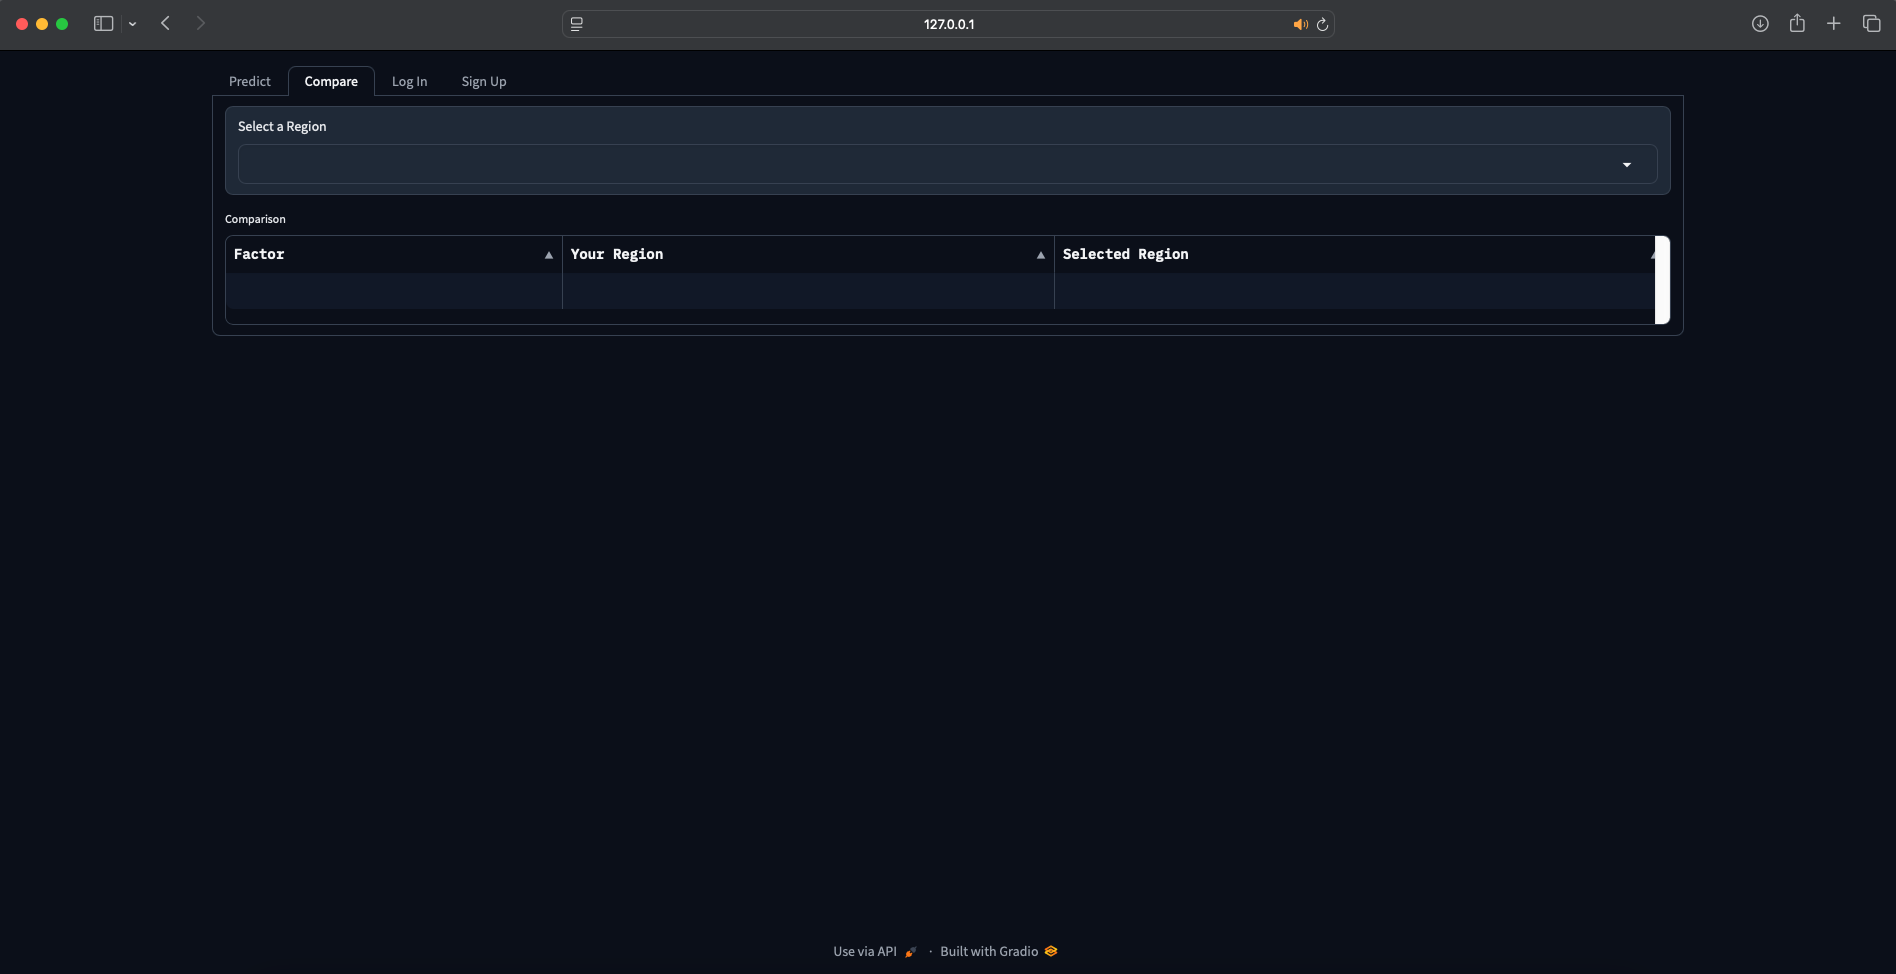 127.0.0.1
Predict Compare Log In Sign Up
Select a Region
Comparison
Factor Your Region Selected Region
Use via API · Built with Gradio